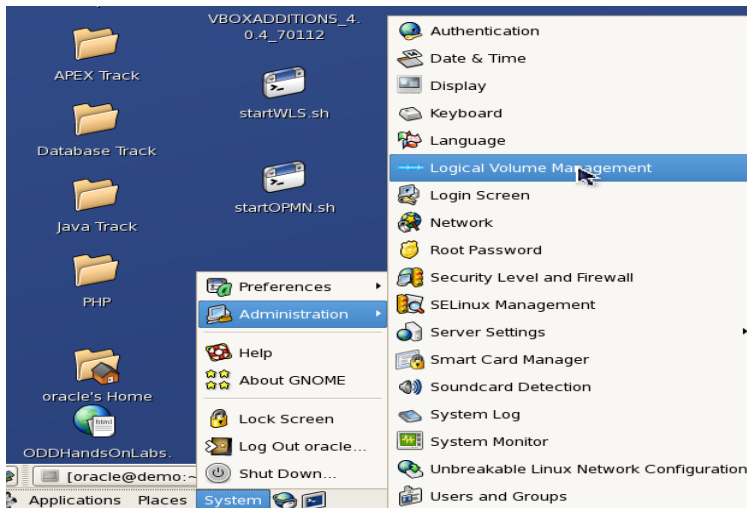 VBOXADDITIONS_4.
0.4_70112
APEX Track
startWLS.sh
Database Track
startOPMN.sh
Java Track
PHP
oracle's Home
html
ODDHandsOnLabs.
Preferences
Administration
Help
About GNOME
Lock Screen
Log Out oracle...
Shut Down...
Authentication
Date & Time
Display
Keyboard
Language
Logical Volume Management
Login Screen
Network
Root Password
Security Level and Firewall
SELinux Management
Server Settings
Smart Card Manager
Soundcard Detection
System Log
System Monitor
Unbreakable Linux Network Configuration
Users and Groups
[oracle@demo:~
Applications Places System